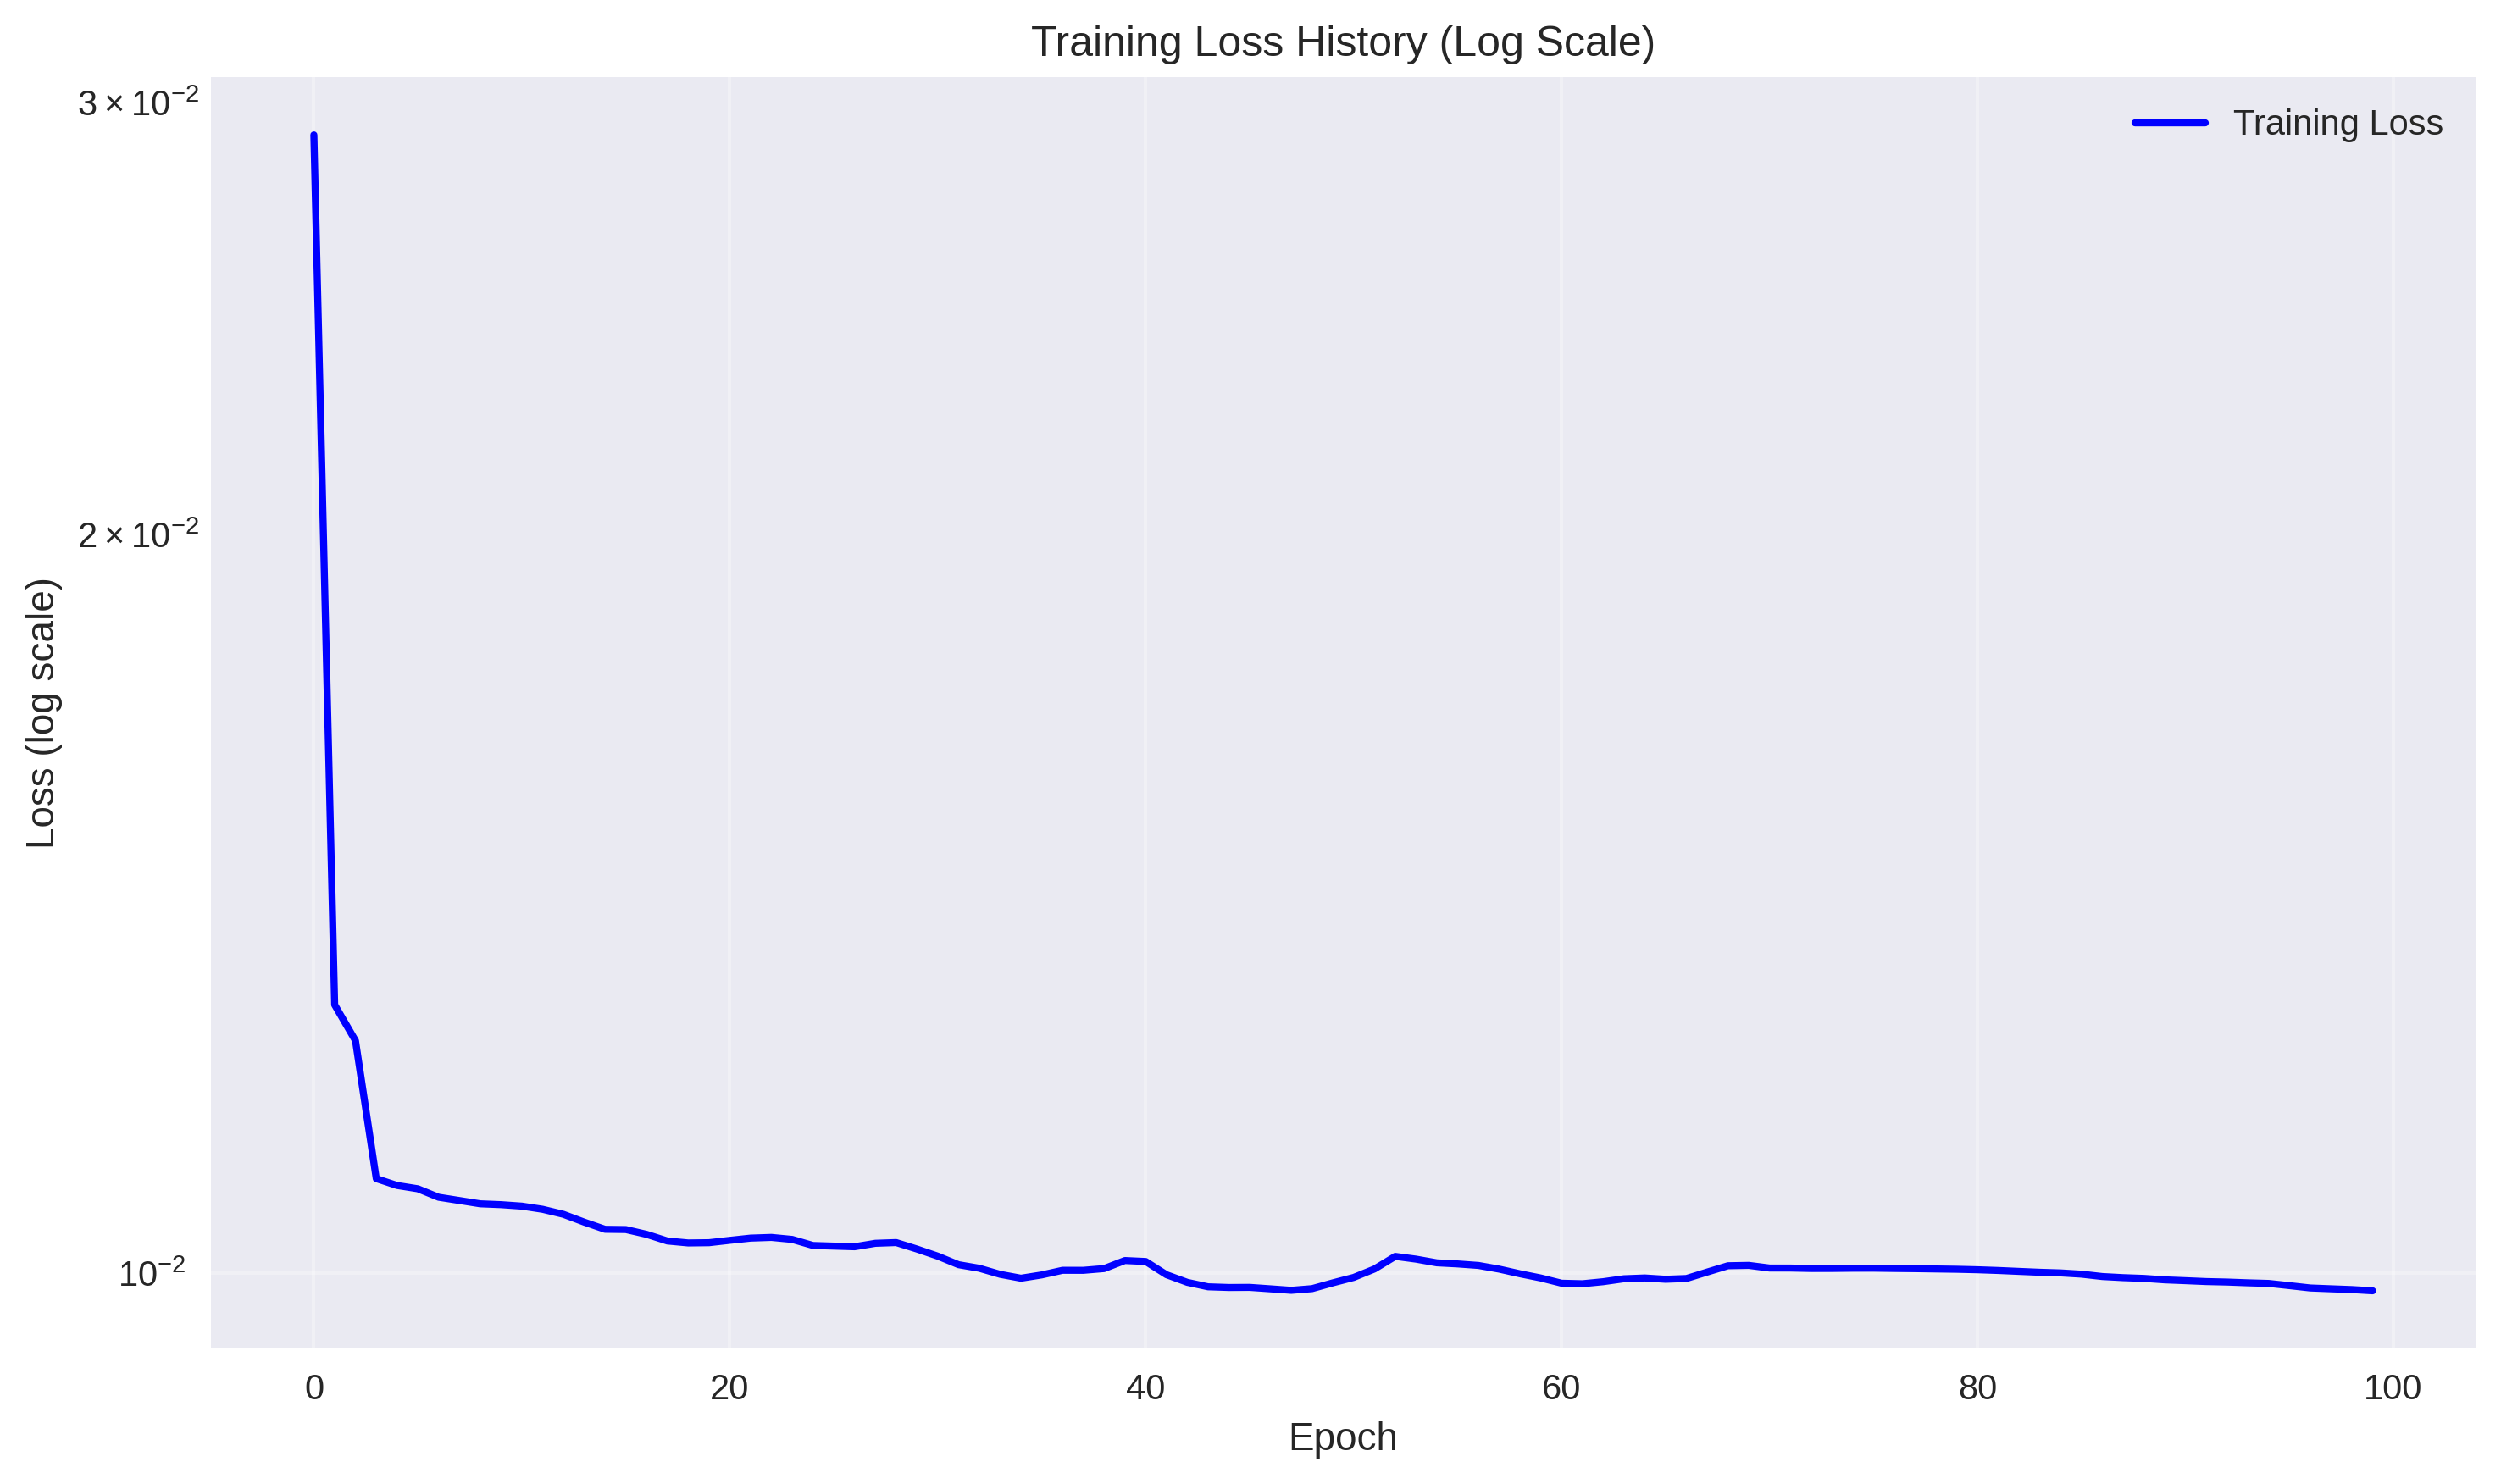 Training Loss History (Log Scale)
3 × 10⁻²
Training Loss
2 × 10⁻²
Loss (log scale)
10⁻²
0 20 40 60 80 100
Epoch